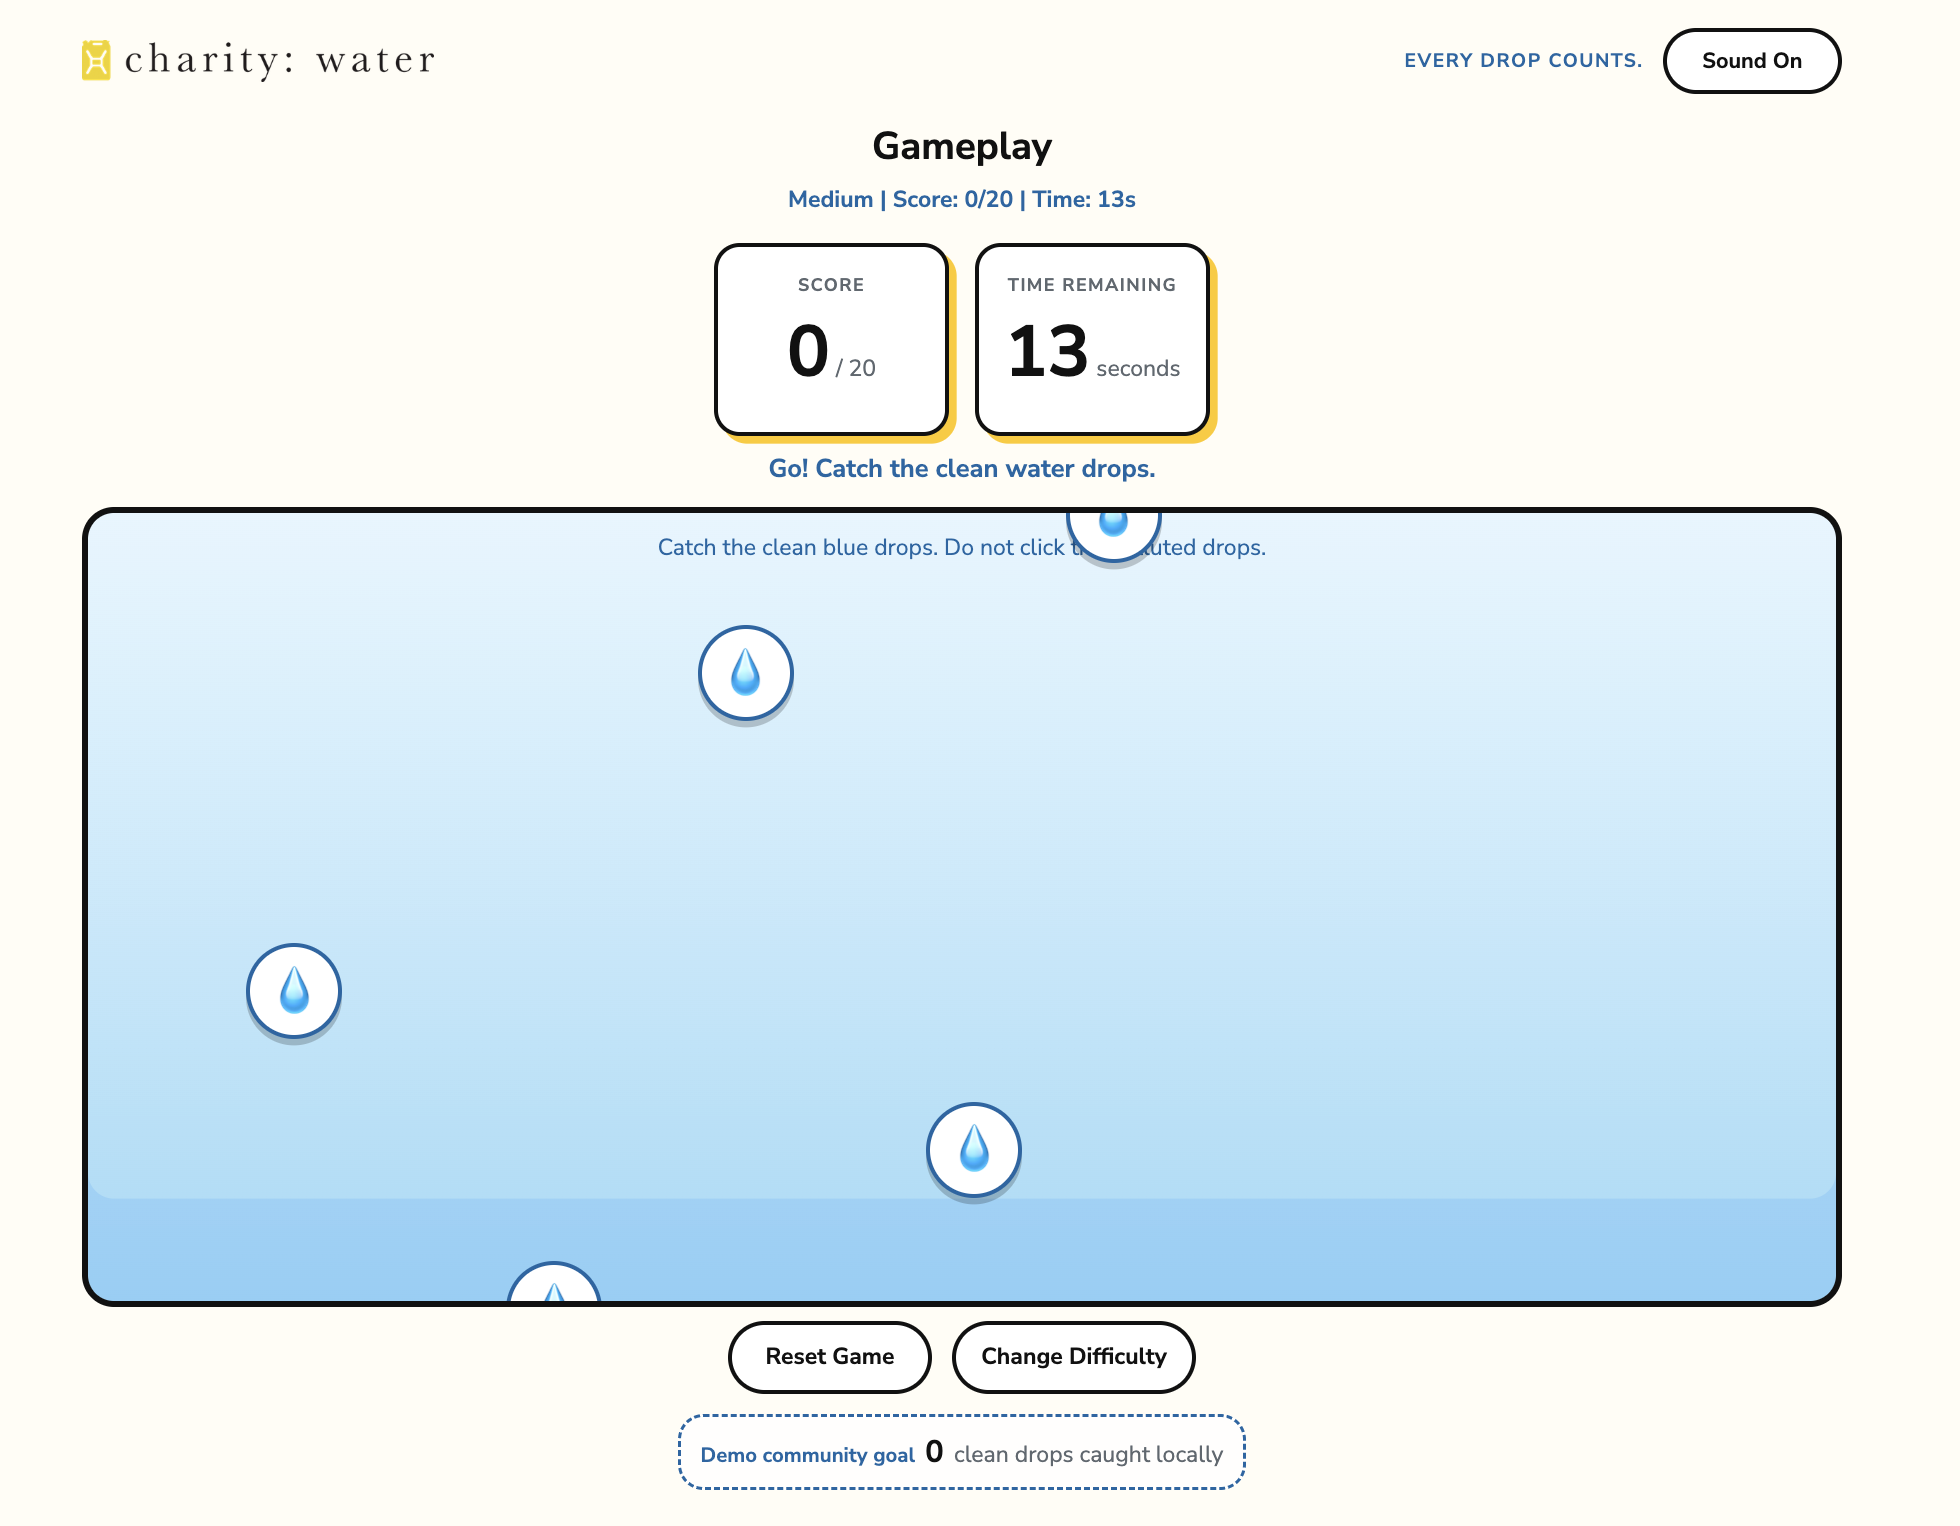 charity: water
EVERY DROP COUNTS.
Sound On
Gameplay
Medium | Score: 0/20 | Time: 13s
SCORE
0 / 20
TIME REMAINING
13 seconds
Go! Catch the clean water drops.
Catch the clean blue drops. Do not click drops.
Reset Game
Change Difficulty
Demo community goal 0 clean drops caught locally